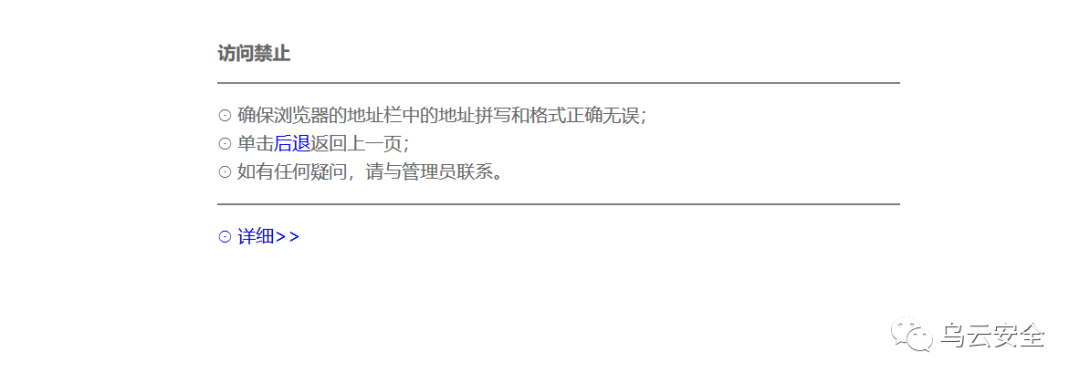 访问禁止
⊙ 确保浏览器的地址栏中的地址拼写和格式正确无误；
⊙ 单击后退返回上一页；
⊙ 如有任何疑问，请与管理员联系。
⊙ 详细>>
乌云安全